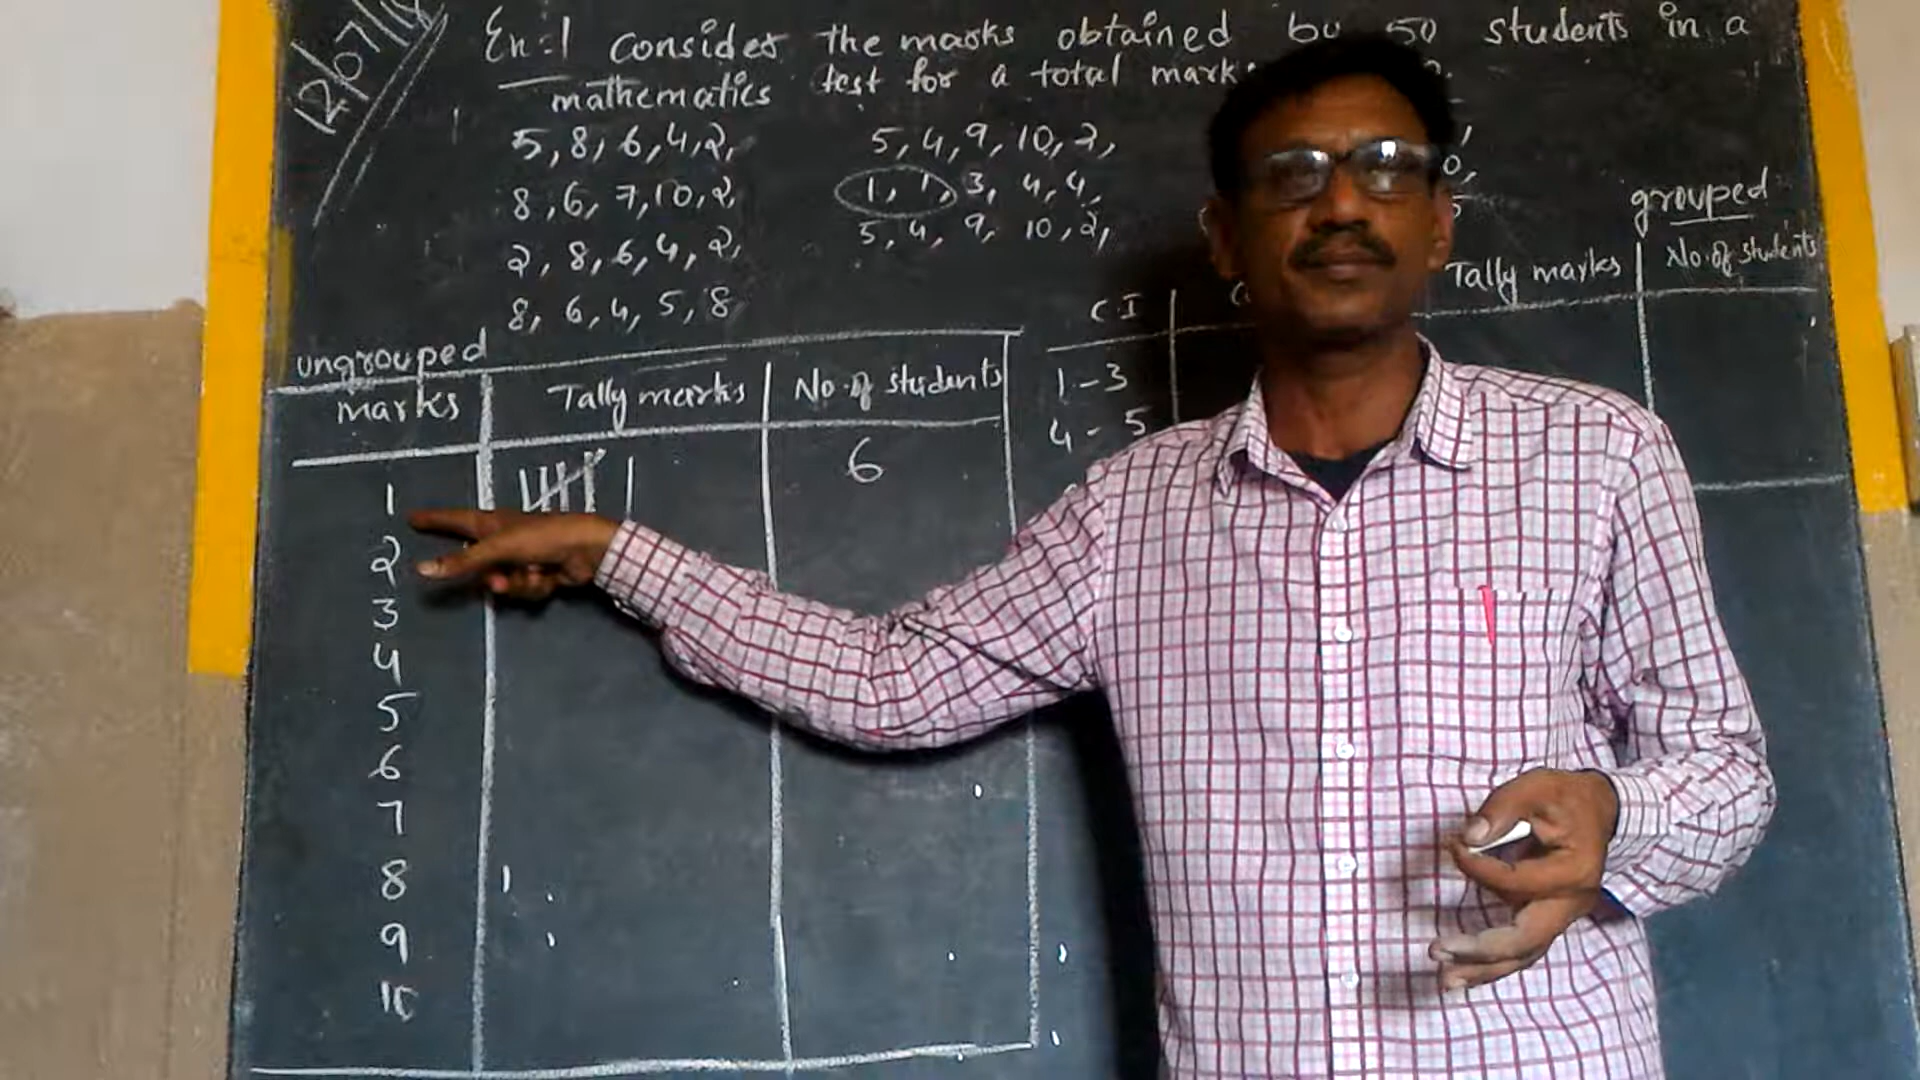 12/07/18
En:1 consider the marks obtained by 50 students in a
mathematics test for a total marks
5, 8, 6, 4, 2,
8, 6, 7, 10, 2,
2, 8, 6, 4, 2,
8, 6, 4, 5, 8
5, 4, 9, 10, 2,
1, 1, 3, 4, 4,
5, 4, 9, 10, 2,
0,
5
ungrouped
marks Tally marks No. of students
1 6
2
3
4
5
6
7
8
9
10
grouped
C.I Tally marks No. of students
1 - 3
4 - 5